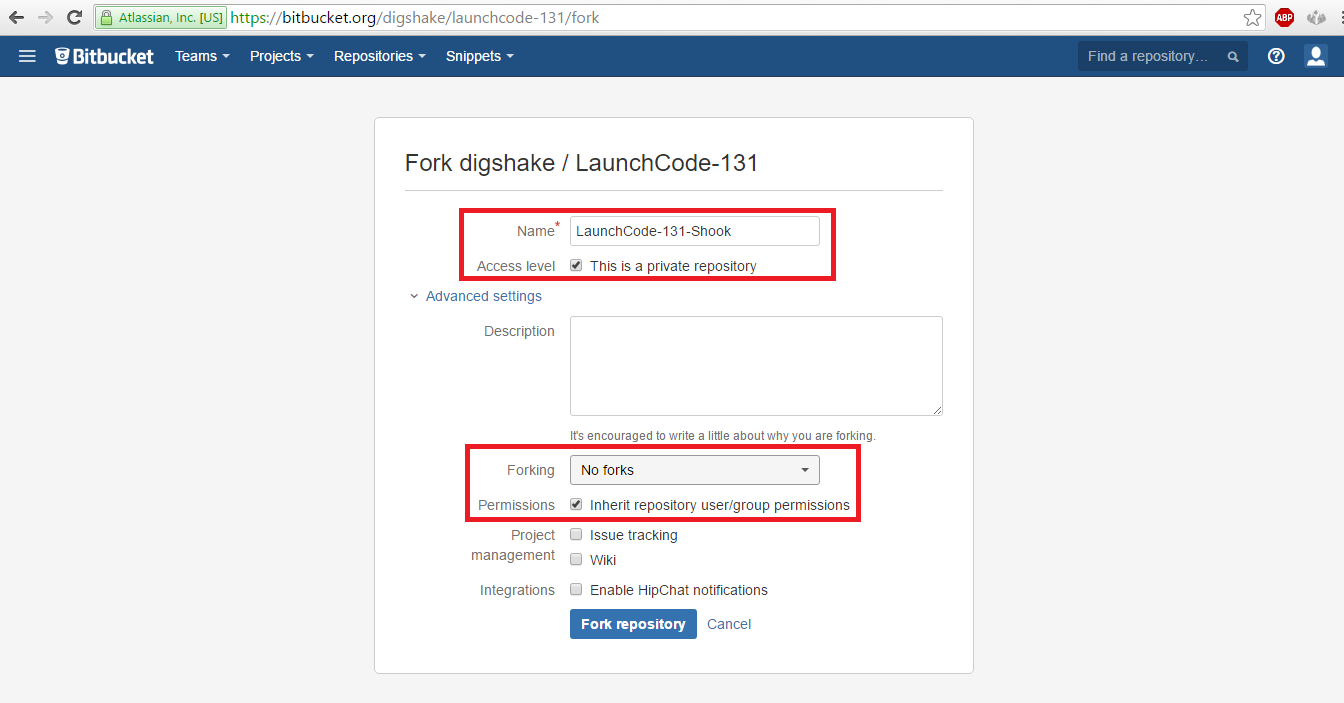 Atlassian, Inc. [US] https://bitbucket.org/digshake/launchcode-131/fork
ABP
Bitbucket Teams Projects Repositories Snippets Find a repository... ?
Fork digshake / LaunchCode-131
Name* LaunchCode-131-Shook
Access level This is a private repository
Advanced settings
Description
It's encouraged to write a little about why you are forking.
Forking No forks
Permissions Inherit repository user/group permissions
Project Issue tracking
management
Wiki
Integrations Enable HipChat notifications
Fork repository Cancel